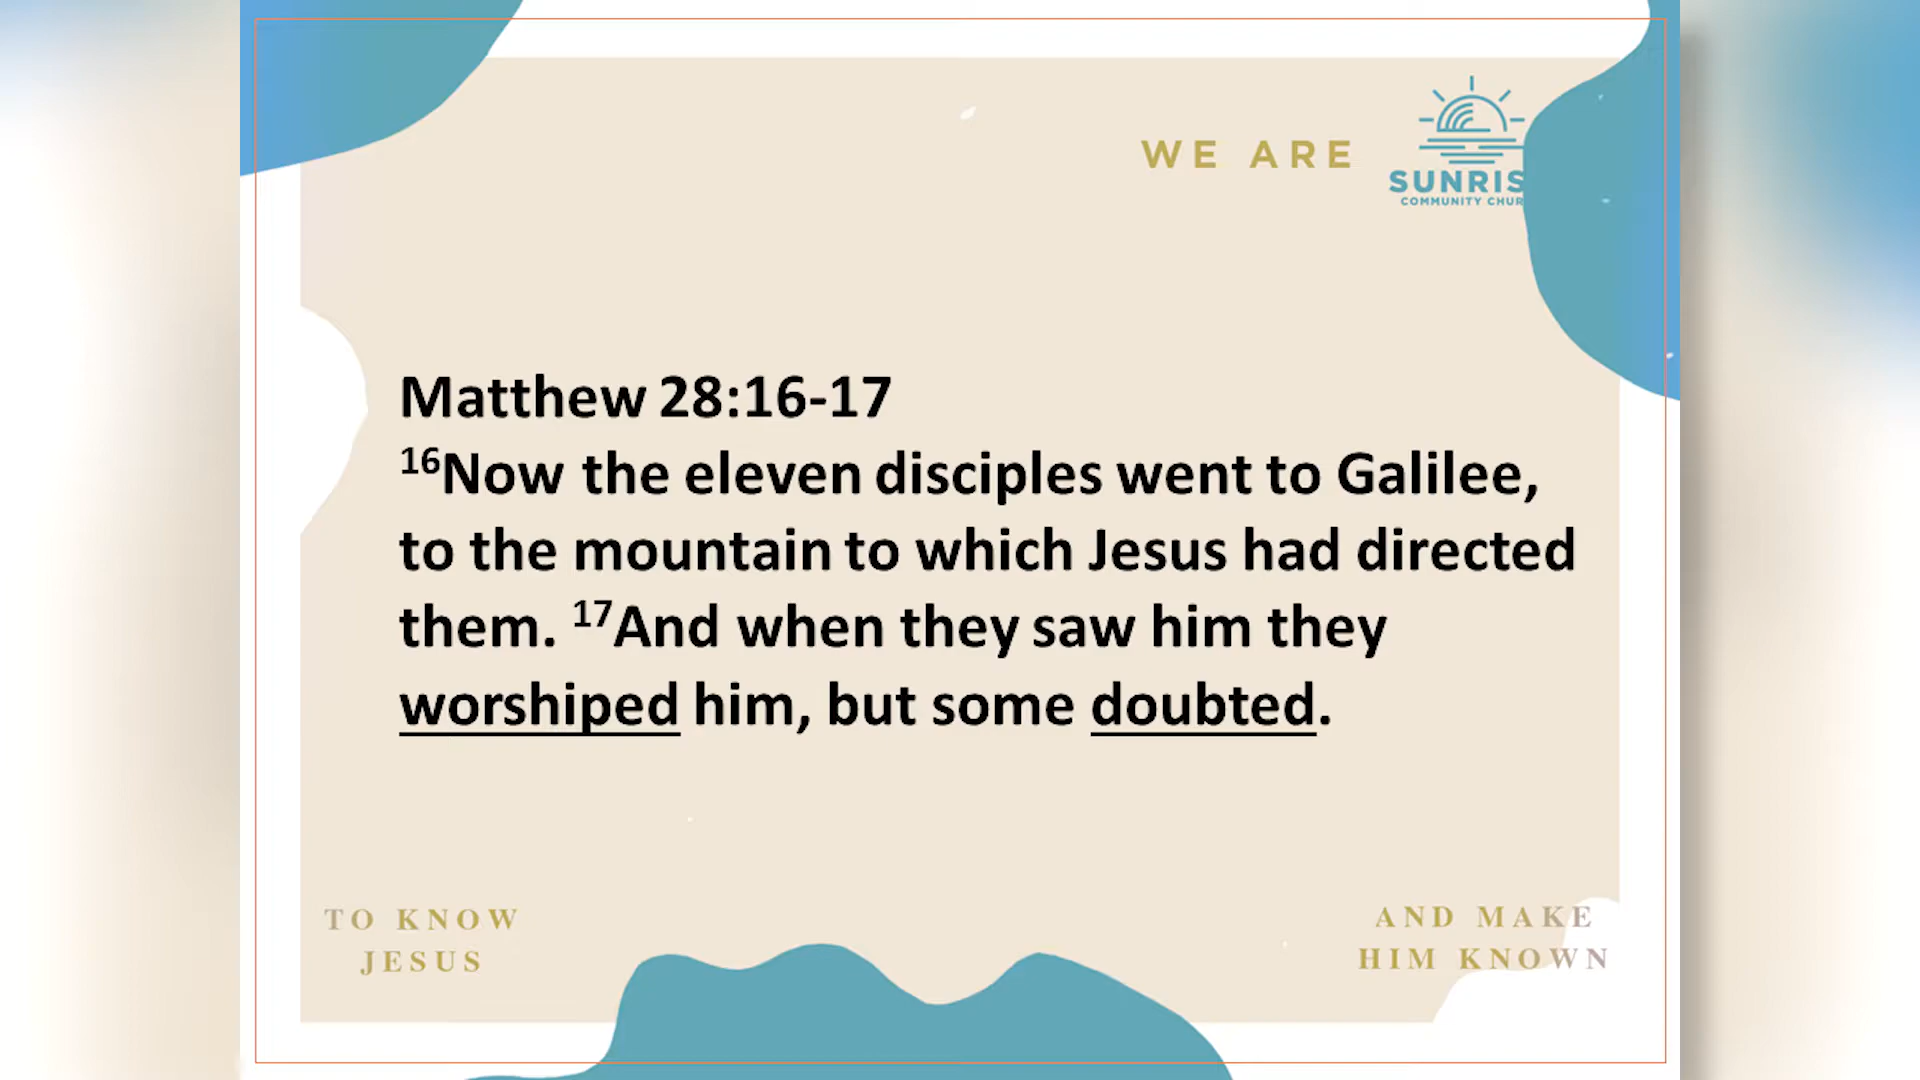 WE ARE
SUNRIS
COMMUNITY CHUR
Matthew 28:16-17
16Now the eleven disciples went to Galilee,
to the mountain to which Jesus had directed
them. 17And when they saw him they
worshiped him, but some doubted.
TO KNOW
JESUS
AND MAKE
HIM KNOWN